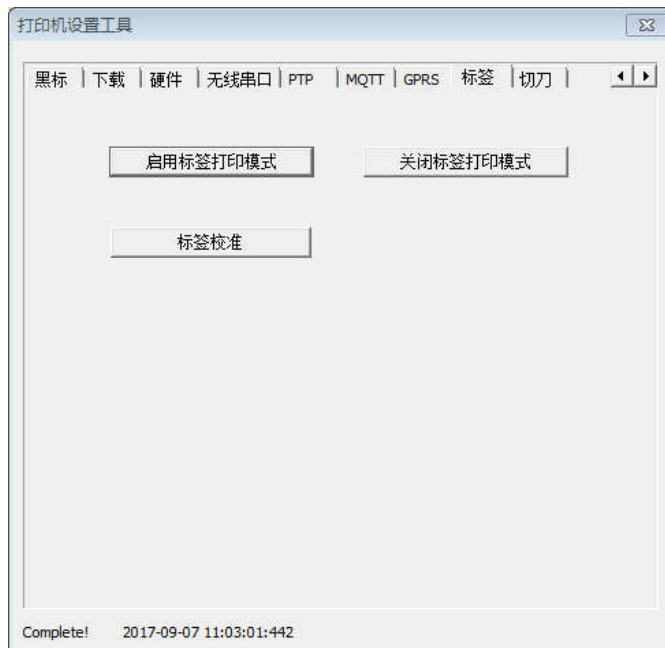 打印机设置工具
黑标 下载 硬件 无线串口 PTP MQTT GPRS 标签 切刀
启用标签打印模式 关闭标签打印模式
标签校准
Complete! 2017-09-07 11:03:01:442